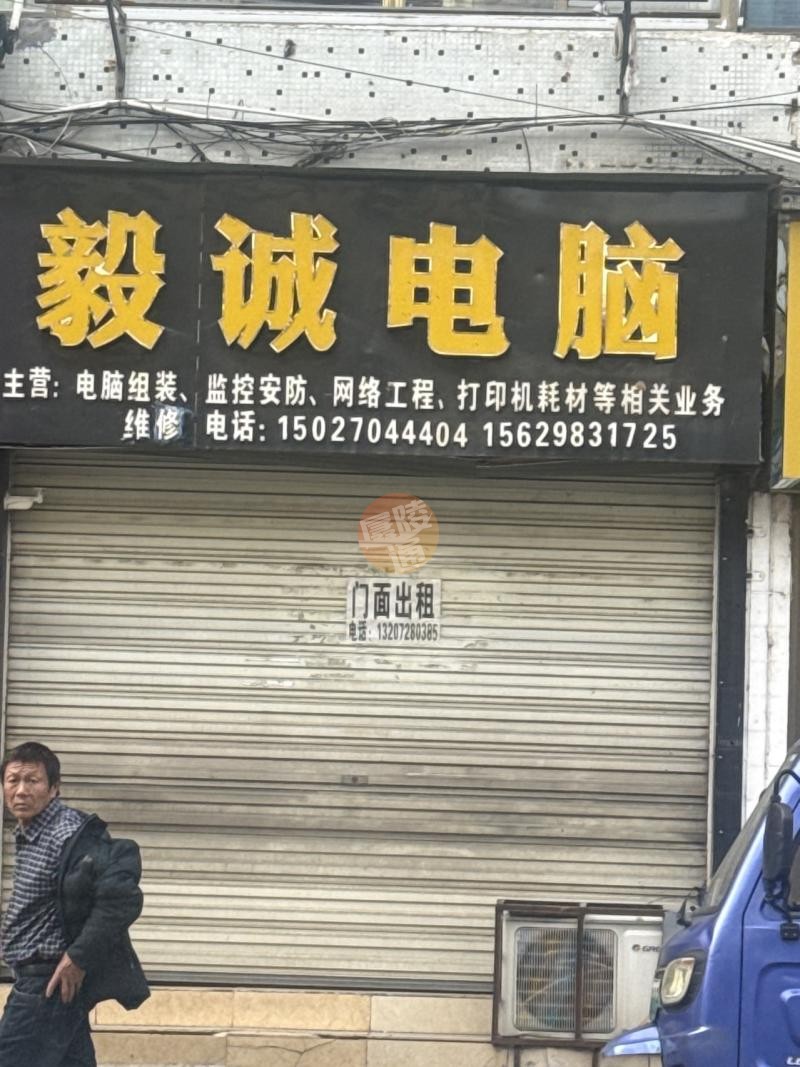 毅诚电脑
主营：电脑组装、监控安防、网络工程、打印机耗材等相关业务
维修 电话：15027044404 15629831725
门面出租
电话：13207280385